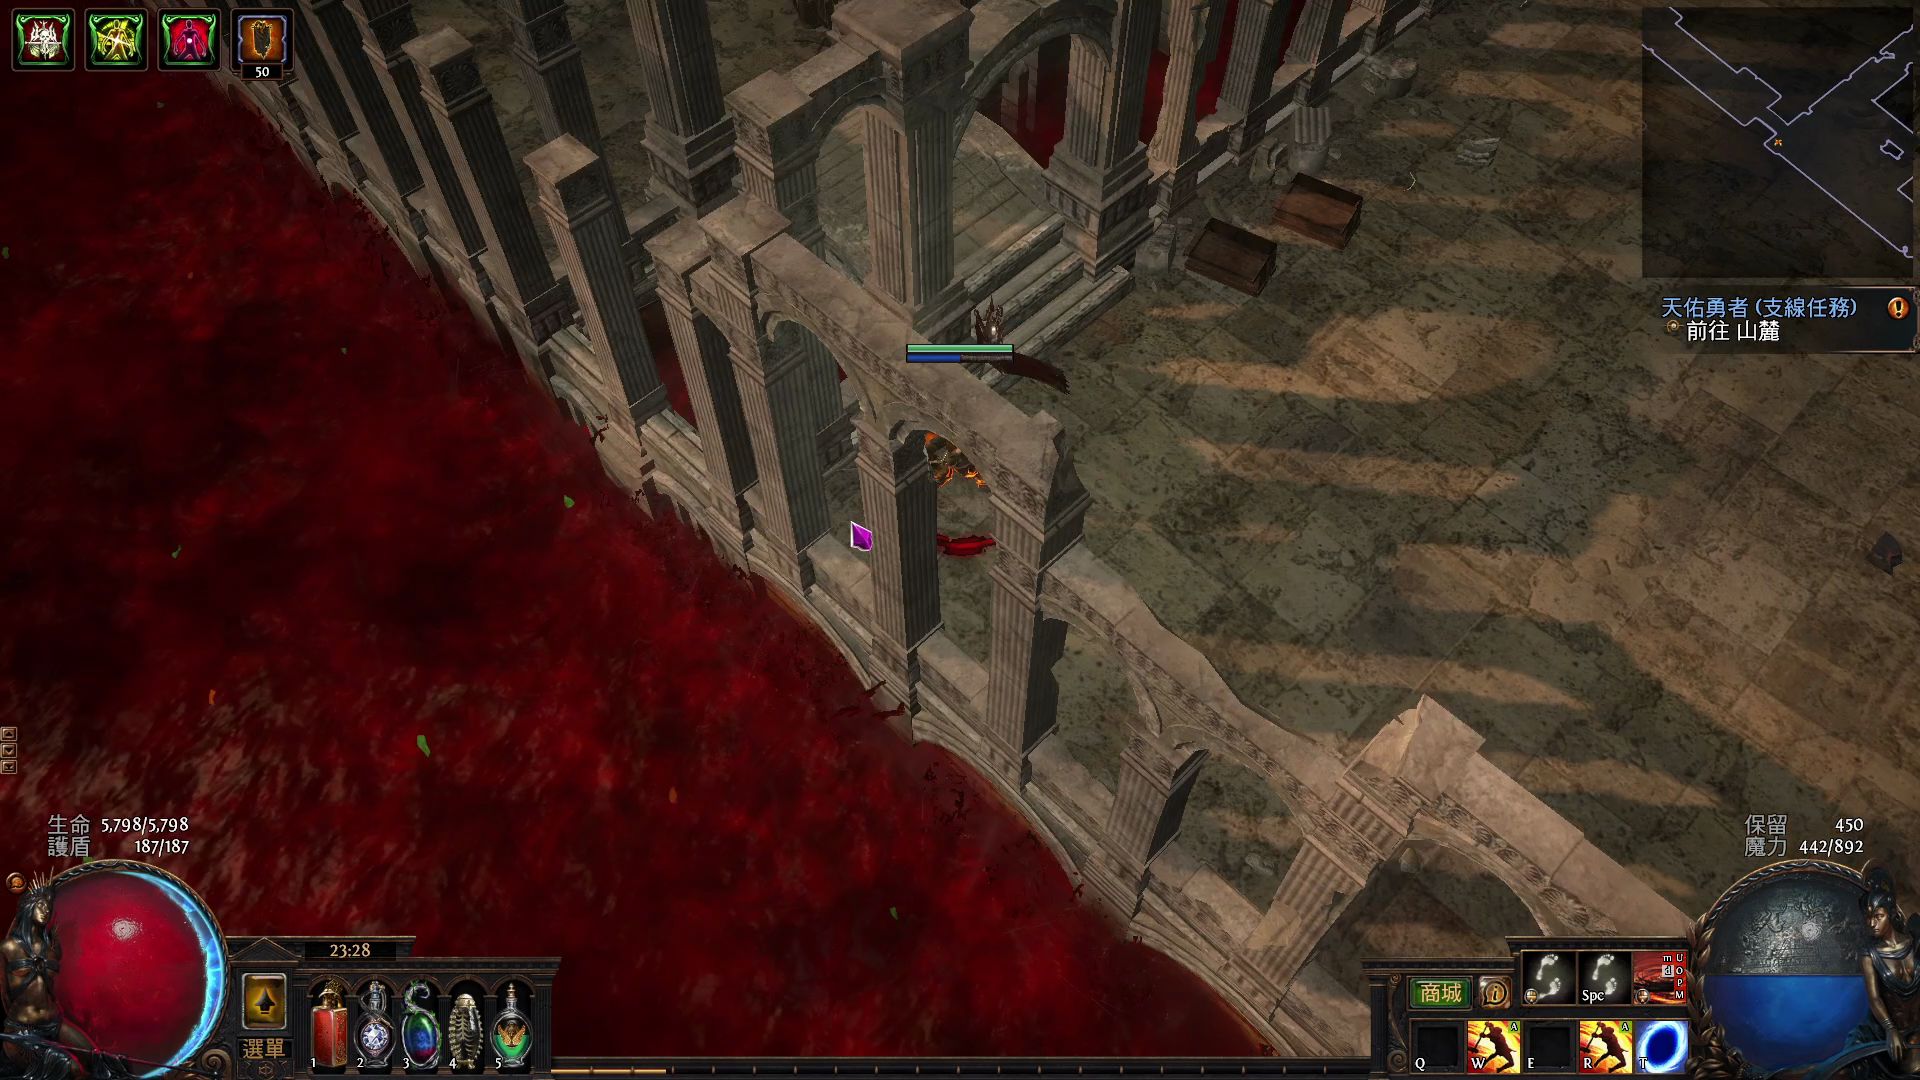 50
天佑勇者 (支線任務)
前往 山麓
生命 5,798/5,798
護盾 187/187
保留 450
魔力 442/892
23:28
選單
1 2 3 4 5
商城
Spc
m U
d O
P
M
Q W A E R A T